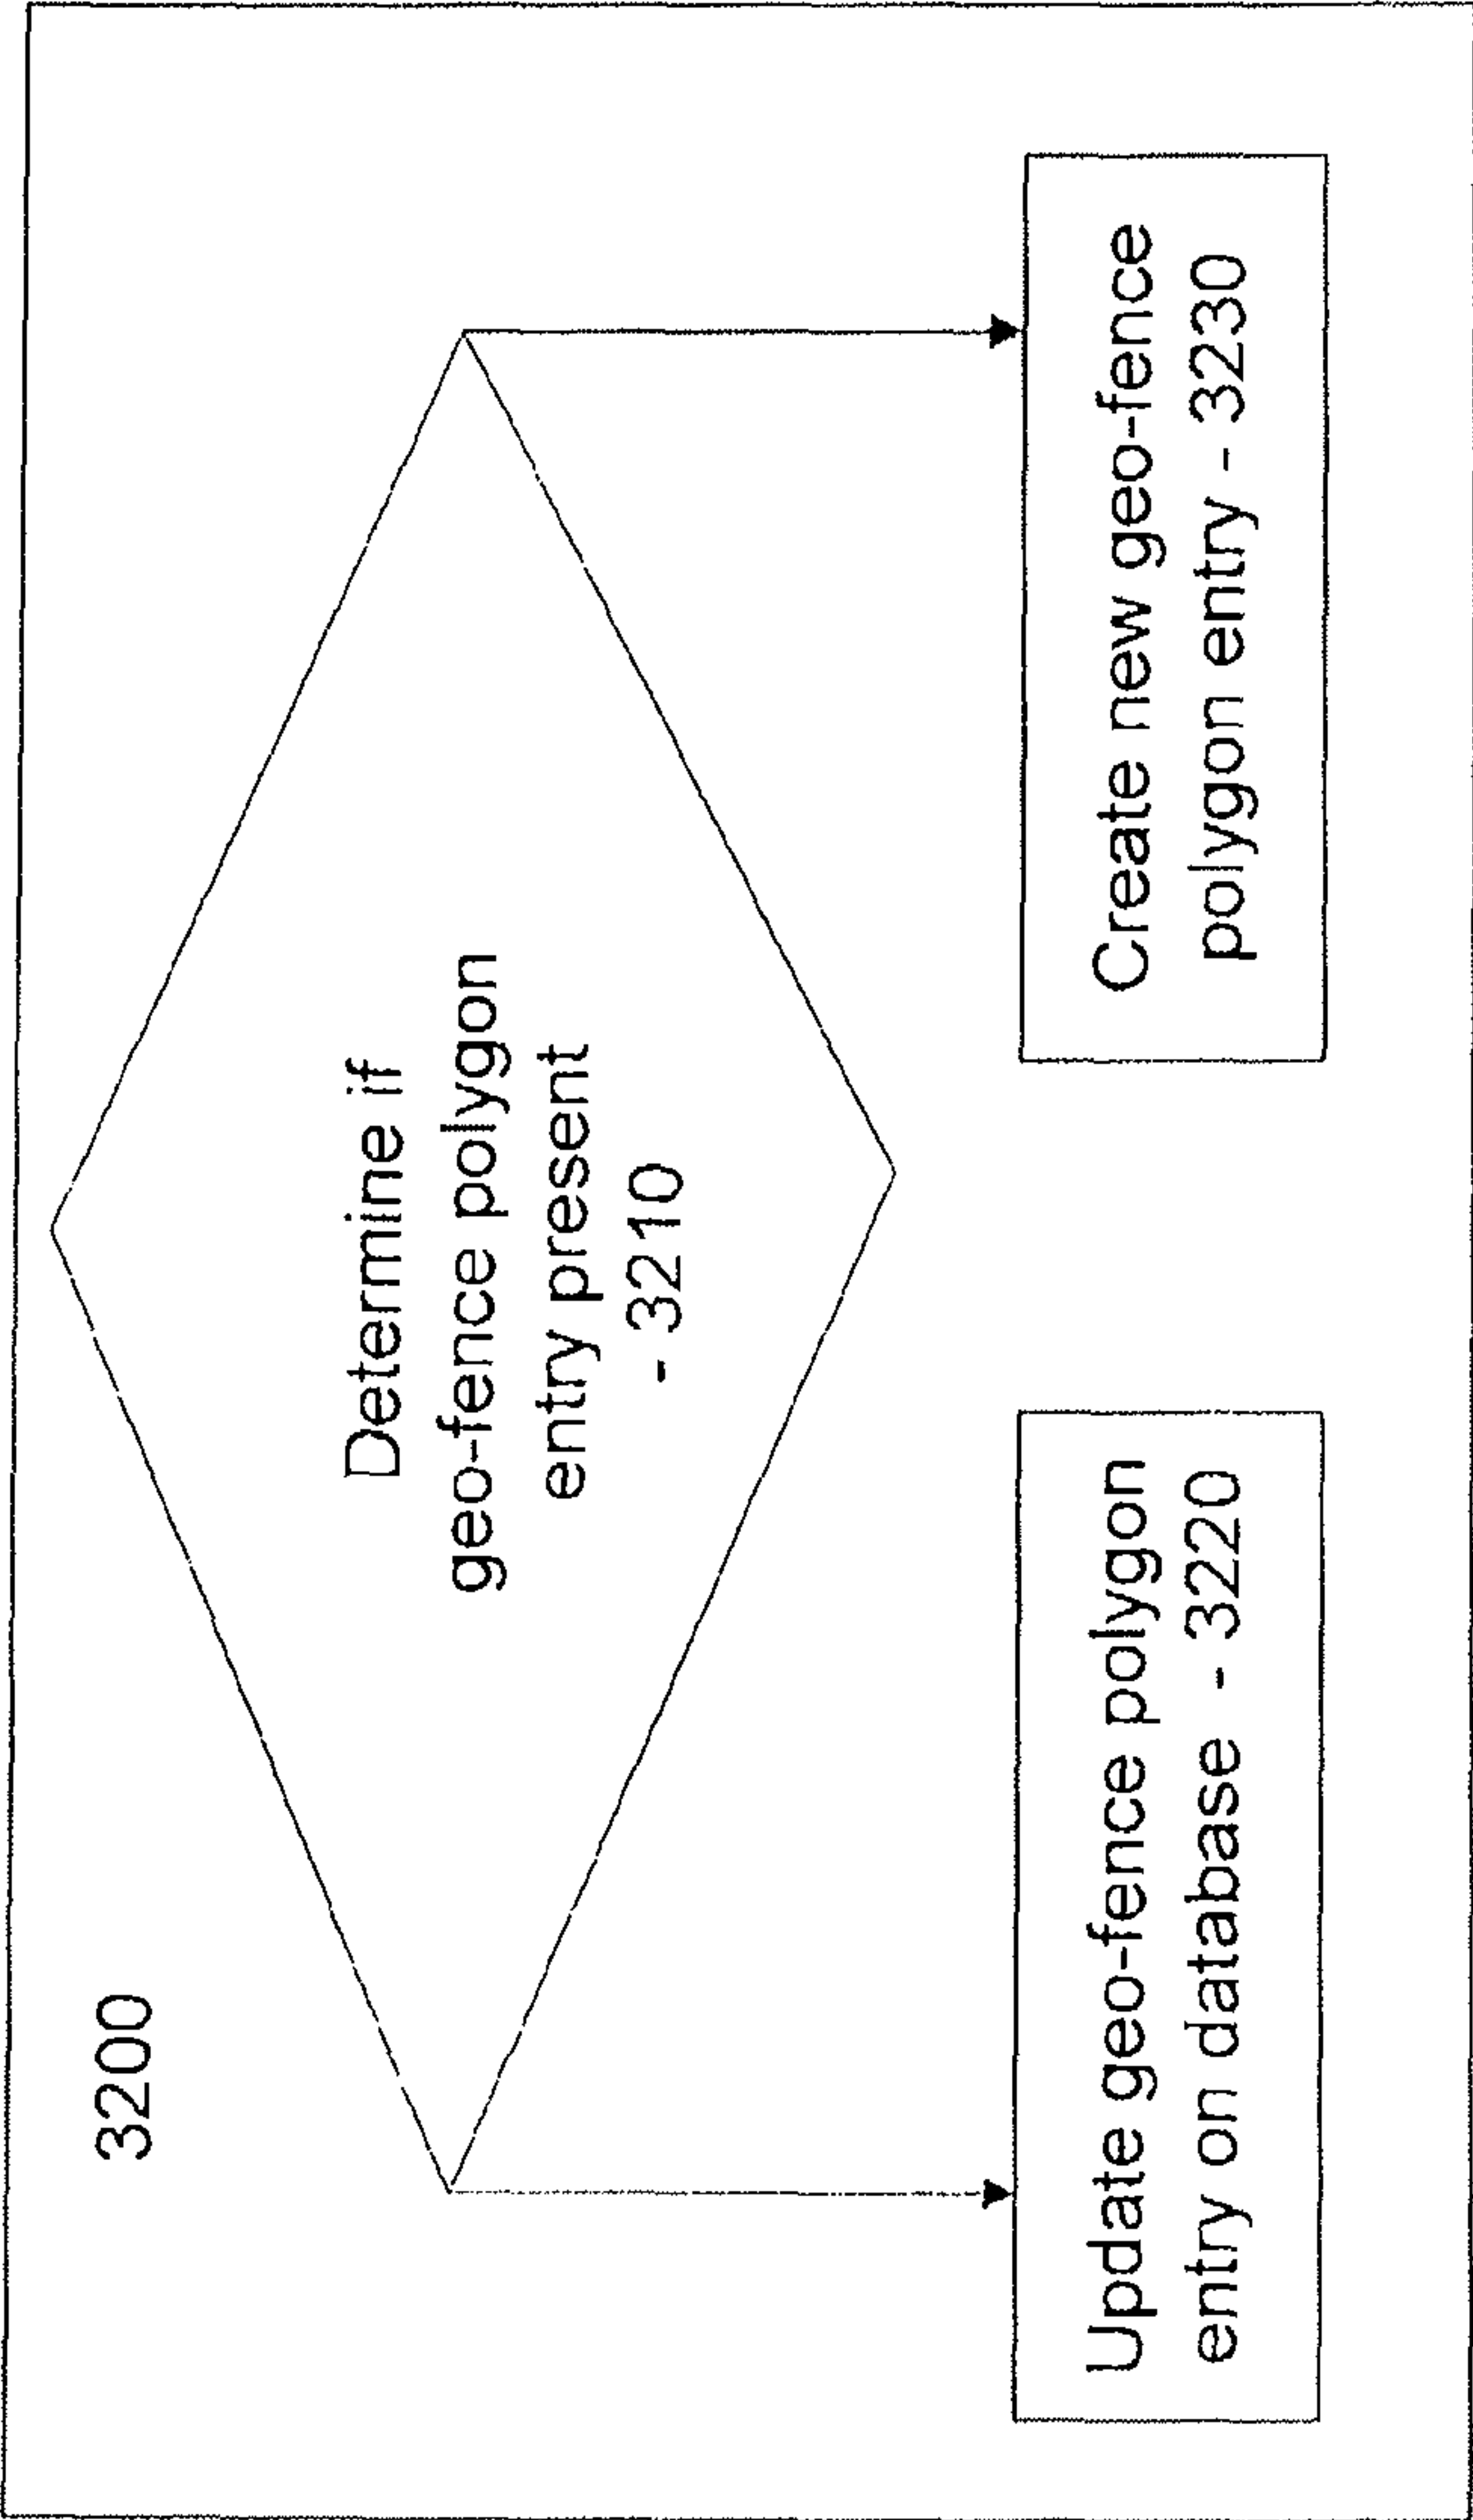 3200
Determine if
geo-fence polygon
entry present
- 3210
Update geo-fence polygon
entry on database - 3220
Create new geo-fence
polygon entry - 3230